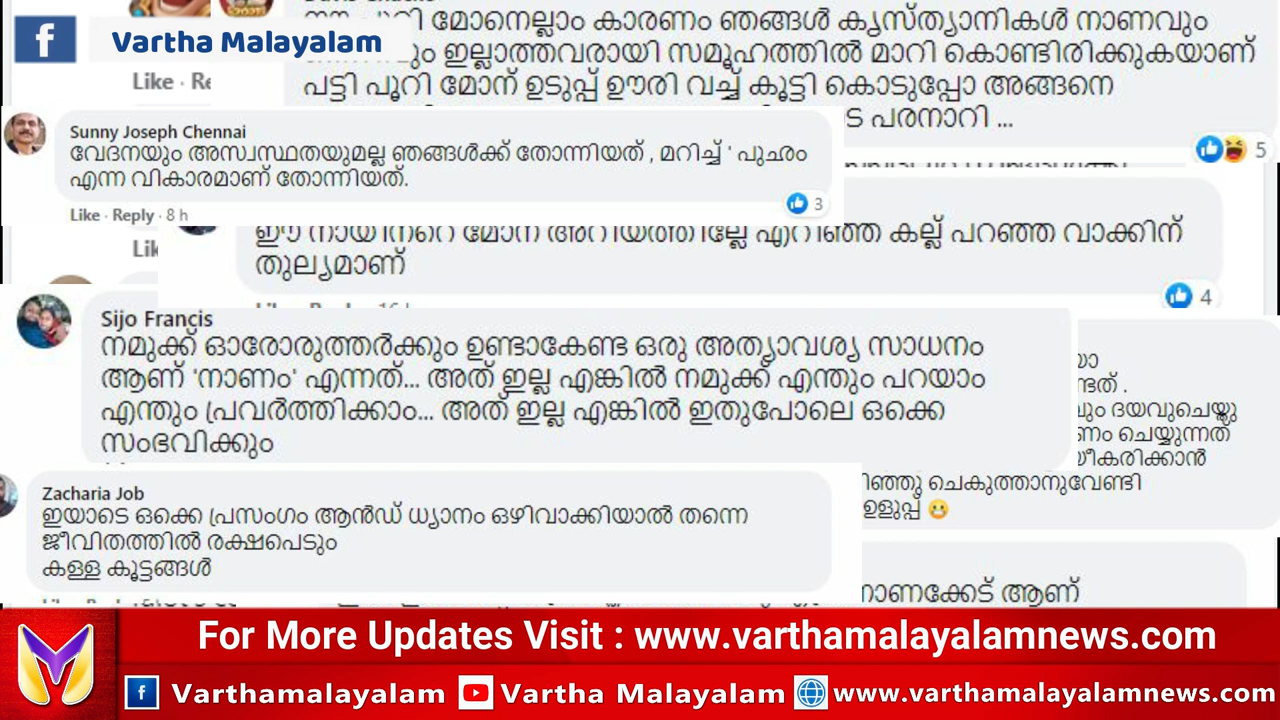 Vartha Malayalam
മോനെല്ലാം കാരണം ഞങ്ങൾ കൃസ്ത്യാനികൾ നാണവും
ഇല്ലാത്തവരായി സമൂഹത്തിൽ മാറി കൊണ്ടിരിക്കുകയാണ്
Like · Re
പട്ടി പൂറി മോന് ഉടുപ്പ് ഊരി വച്ച് കൂട്ടി കൊടുപ്പോ അങ്ങനെ
പരനാറി ...
5
Sunny Joseph Chennai
വേദനയും അസ്വസ്ഥതയുമല്ല ഞങ്ങൾക്ക് തോന്നിയത് , മറിച്ച് ' പുഛം
എന്ന വികാരമാണ് തോന്നിയത്.
3
Like · Reply · 8 h
എറിഞ്ഞ കല്ല് പറഞ്ഞ വാക്കിന്
തുല്യമാണ്
4
Sijo Francis
നമുക്ക് ഓരോരുത്തർക്കും ഉണ്ടാകേണ്ട ഒരു അത്യാവശ്യ സാധനം
ആണ് 'നാണം' എന്നത്... അത് ഇല്ല എങ്കിൽ നമുക്ക് എന്തും പറയാം
എന്തും പ്രവർത്തിക്കാം... അത് ഇല്ല എങ്കിൽ ഇതുപോലെ ഒക്കെ
സംഭവിക്കും
ദയവുചെയ്തു
ചെയ്യുന്നത്
ചെകുത്താനുവേണ്ടി
ഉളുപ്പ്
Zacharia Job
ഇയാടെ ഒക്കെ പ്രസംഗം ആൻഡ് ധ്യാനം ഒഴിവാക്കിയാൽ തന്നെ
ജീവിതത്തിൽ രക്ഷപെടും
കള്ള കൂട്ടങ്ങൾ
നാണക്കേട് ആണ്
For More Updates Visit : www.varthamalayalamnews.com
Varthamalayalam Vartha Malayalam www.varthamalayalamnews.com